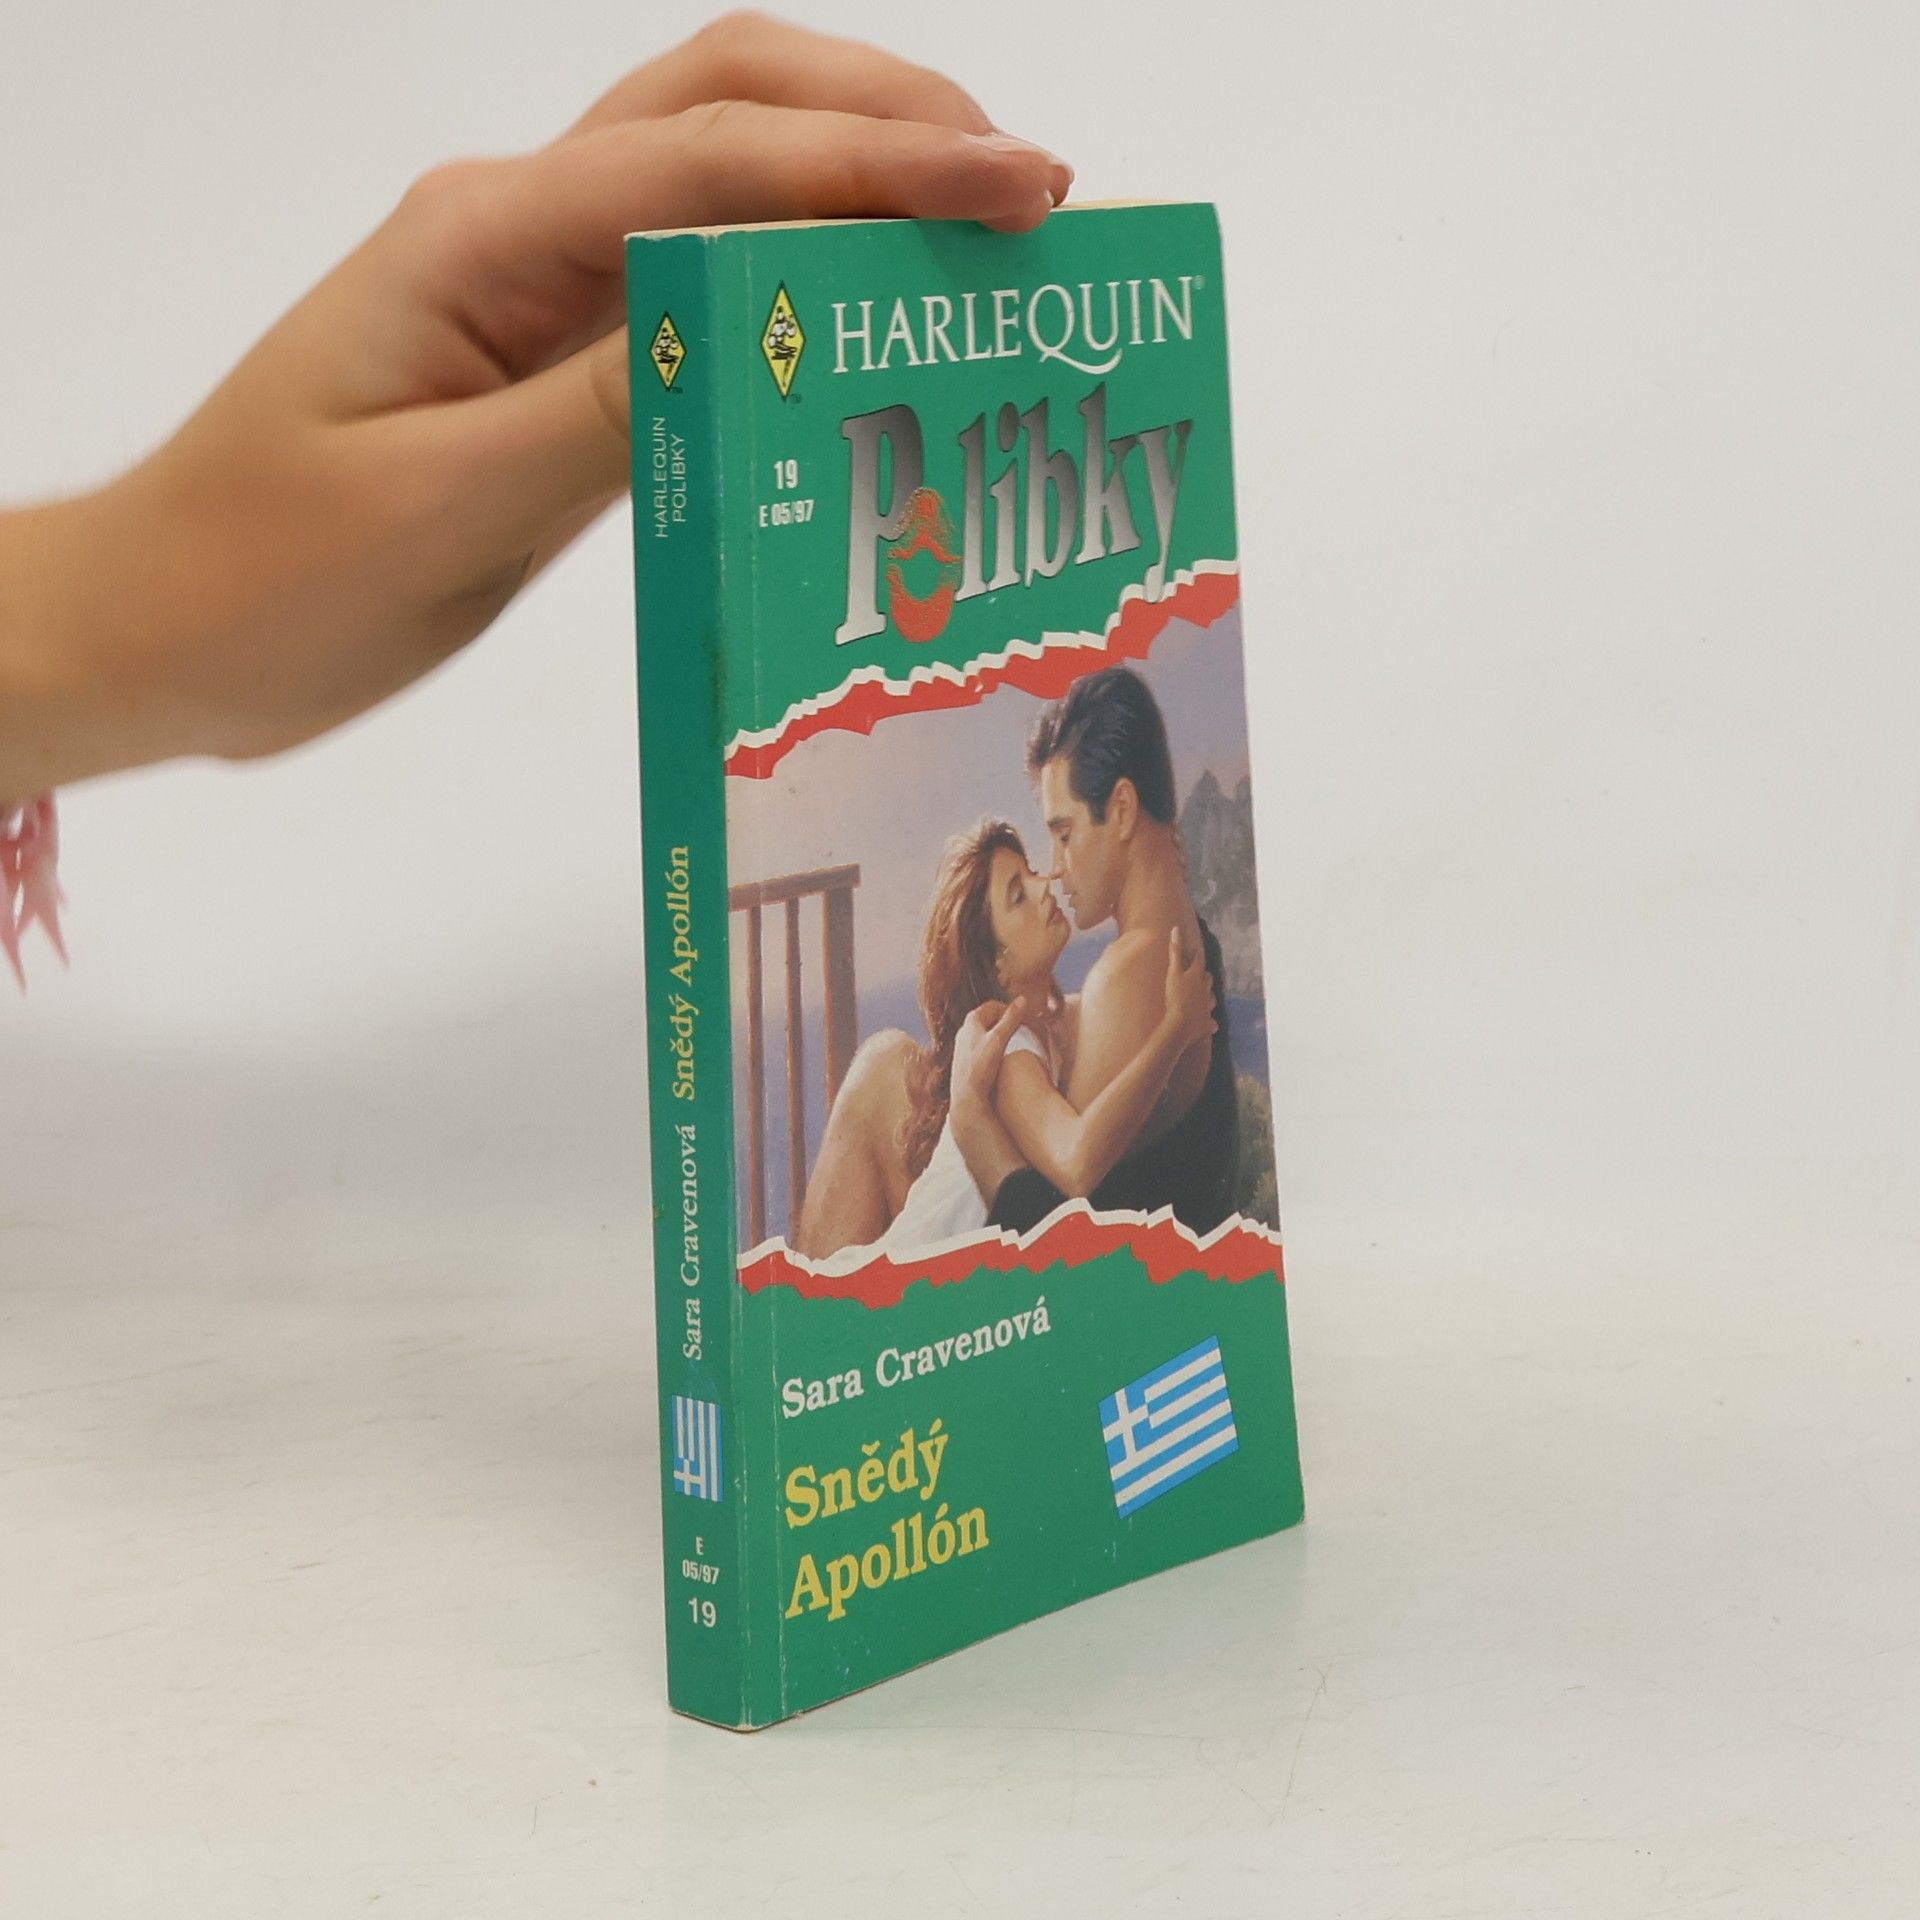 HARLEQUIN
POLIBKY
Sara Cravenová Snědý Apollón
E
05/97
19
HARLEQUIN®
Polibky
19
E 05/97
Sara Cravenová
Snědý
Apollón